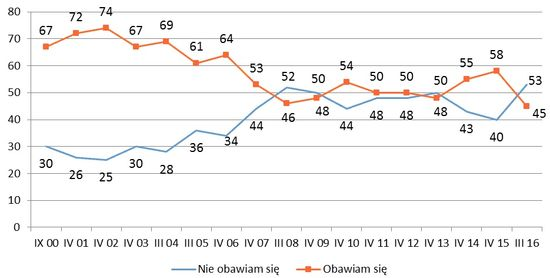 80
70
60
50
40
30
20
10
0
67 72 74 67 69 61 64 53 52 50 54 50 50 50 55 58 53
30 26 25 30 28 36 34 44 46 48 44 48 48 48 43 40 45
IX 00 IV 01 IV 02 IV 03 III 04 III 05 IV 06 IV 07 III 08 IV 09 IV 10 IV 11 IV 12 IV 13 IV 14 IV 15 III 16
Nie obawiam się Obawiam się